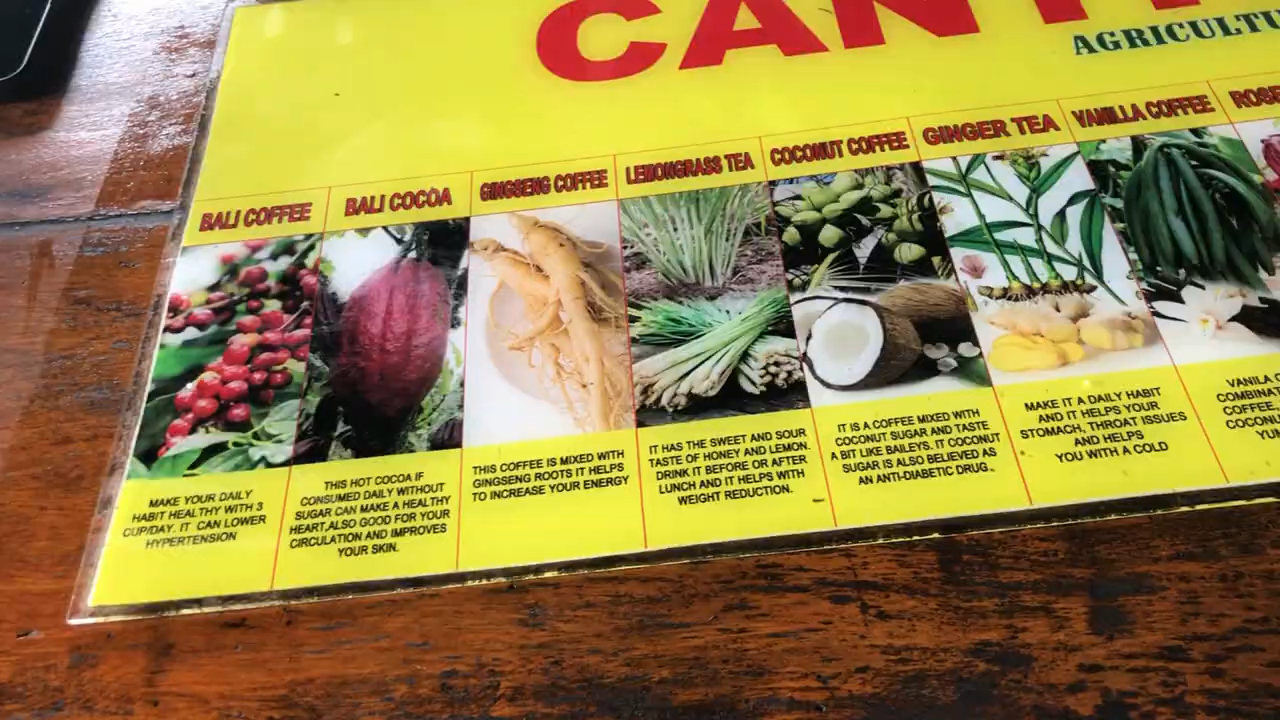 BALI COFFEE
MAKE YOUR DAILY
HABIT HEALTHY WITH 3
CUP/DAY. IT CAN LOWER
HYPERTENSION
BALI COCOA
THIS HOT COCOA IF
CONSUMED DAILY WITHOUT
SUGAR CAN MAKE A HEALTHY
HEART,ALSO GOOD FOR YOUR
CIRCULATION AND IMPROVES
YOUR SKIN.
GINGSENG COFFEE
THIS COFFEE IS MIXED WITH
GINGSENG ROOTS IT HELPS
TO INCREASE YOUR ENERGY
LEMONGRASS TEA
IT HAS THE SWEET AND SOUR
TASTE OF HONEY AND LEMON.
DRINK IT BEFORE OR AFTER
LUNCH AND IT HELPS WITH
WEIGHT REDUCTION.
COCONUT COFFEE
IT IS A COFFEE MIXED WITH
COCONUT SUGAR AND TASTE
A BIT LIKE BAILEYS. IT COCONUT
SUGAR IS ALSO BELIEVED AS
AN ANTI-DIABETIC DRUG.
GINGER TEA
MAKE IT A DAILY HABIT
AND IT HELPS YOUR
STOMACH, THROAT ISSUES
AND HELPS
YOU WITH A COLD
VANILLA COFFEE
VANILA
COFFEE.